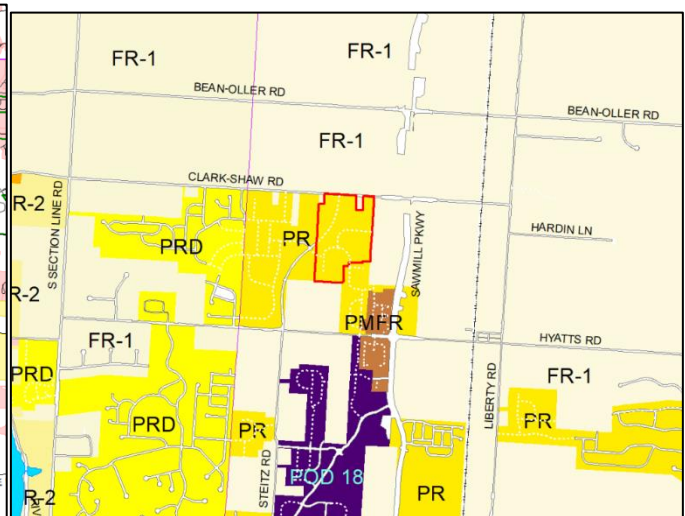 FR-1
FR-1
BEAN-OLLER RD
BEAN-OLLER RD
FR-1
CLARK-SHAW RD
R-2
S SECTION LINE RD
PRD
PR
SAWMILL PKWY
HARDIN LN
R-2
PMFR
FR-1
HYATTS RD
PRD
FR-1
LIBERTY RD
PRD
PR
PR
STEITZ RD
POD 18
R-2
PR